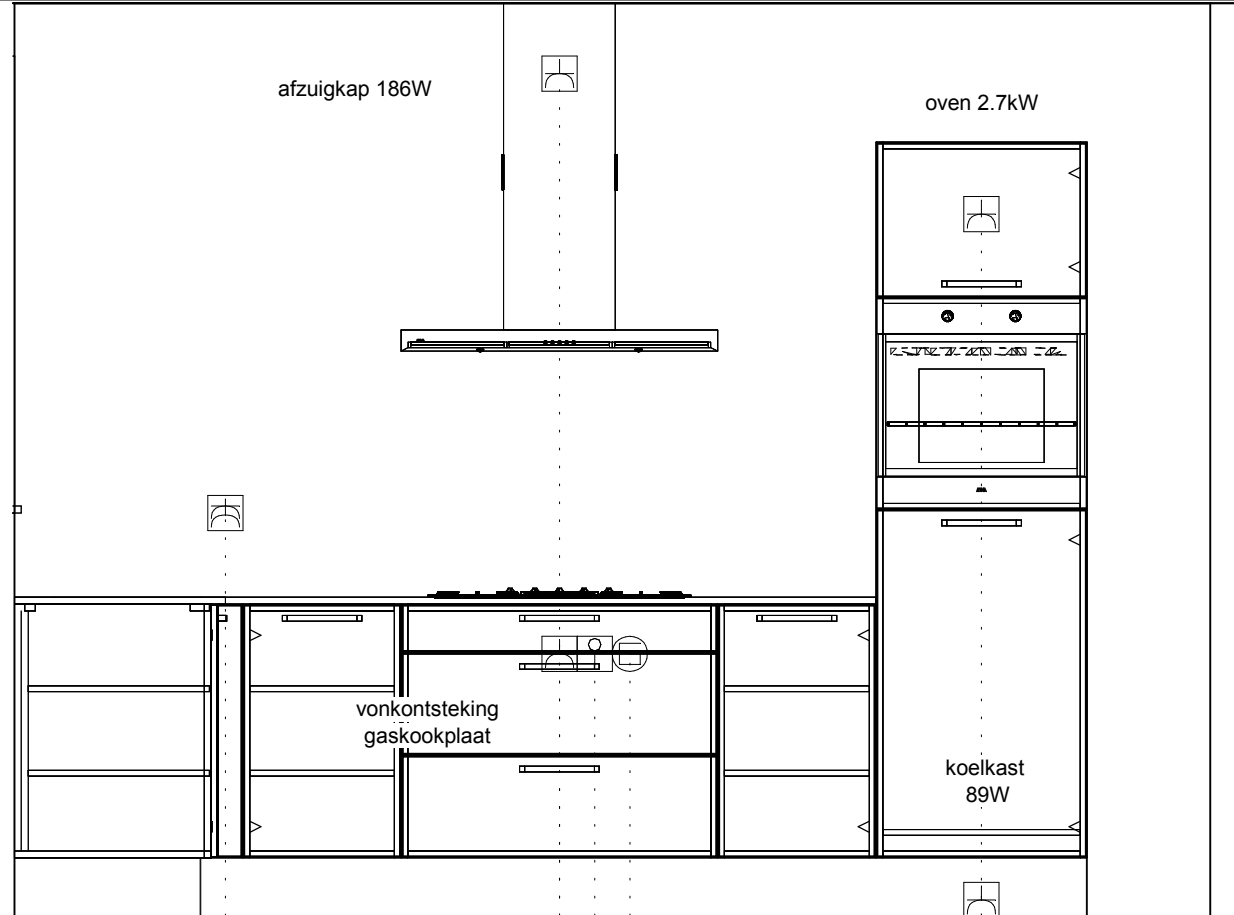 afzuigkap 186W
oven 2.7kW
vonkontsteking
gaskookplaat
koelkast
89W